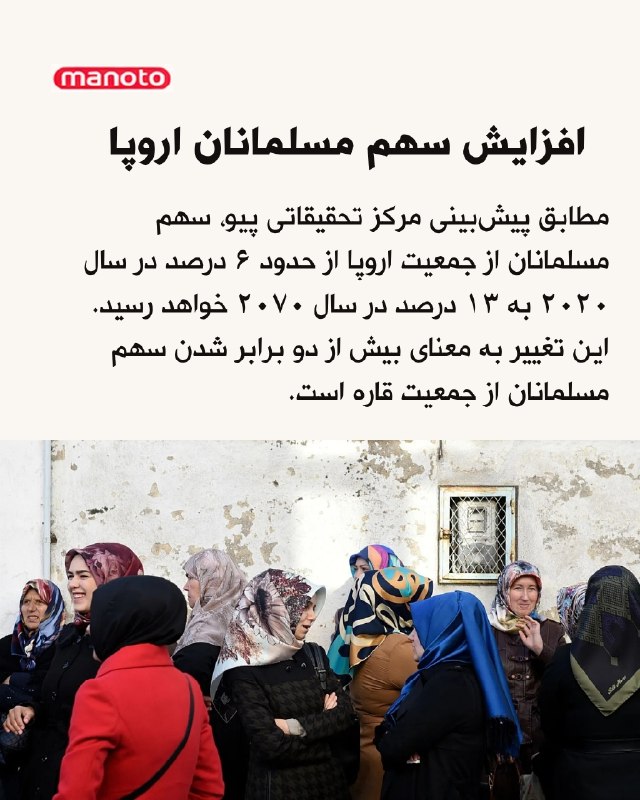 manoto
افزایش سهم مسلمانان اروپا
مطابق پیش‌بینی مرکز تحقیقاتی پیو، سهم
مسلمانان از جمعیت اروپا از حدود ۶ درصد در سال
۲۰۲۰ به ۱۳ درصد در سال ۲۰۷۰ خواهد رسید.
این تغییر به معنای بیش از دو برابر شدن سهم
مسلمانان از جمعیت قاره است.